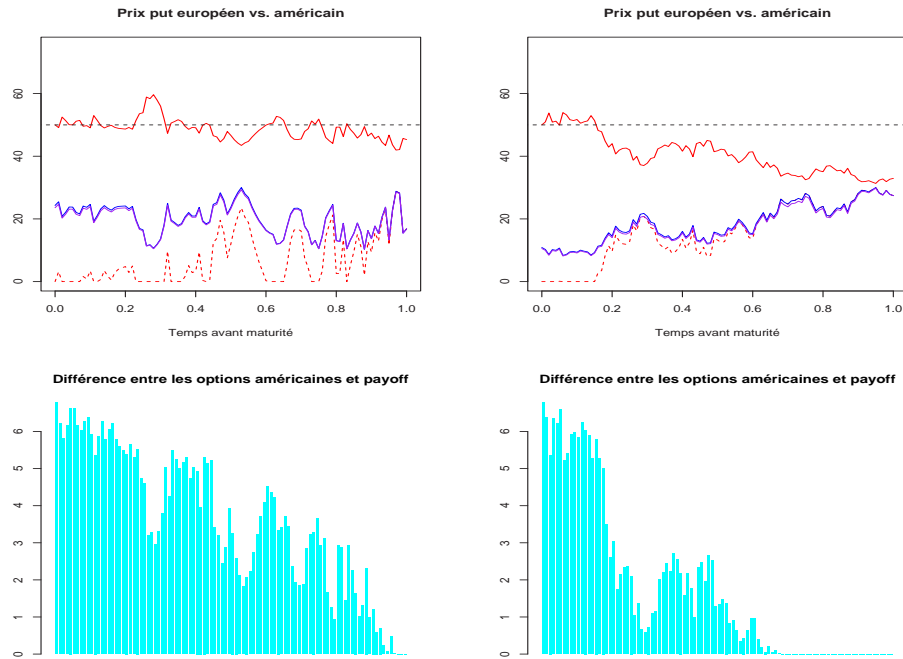 Prix put européen vs. américain
Prix put européen vs. américain
60
40
20
0
0.0 0.2 0.4 0.6 0.8 1.0
Temps avant maturité
60
40
20
0
0.0 0.2 0.4 0.6 0.8 1.0
Temps avant maturité
Différence entre les options américaines et payoff
Différence entre les options américaines et payoff
6
5
4
3
2
1
0
6
5
4
3
2
1
0